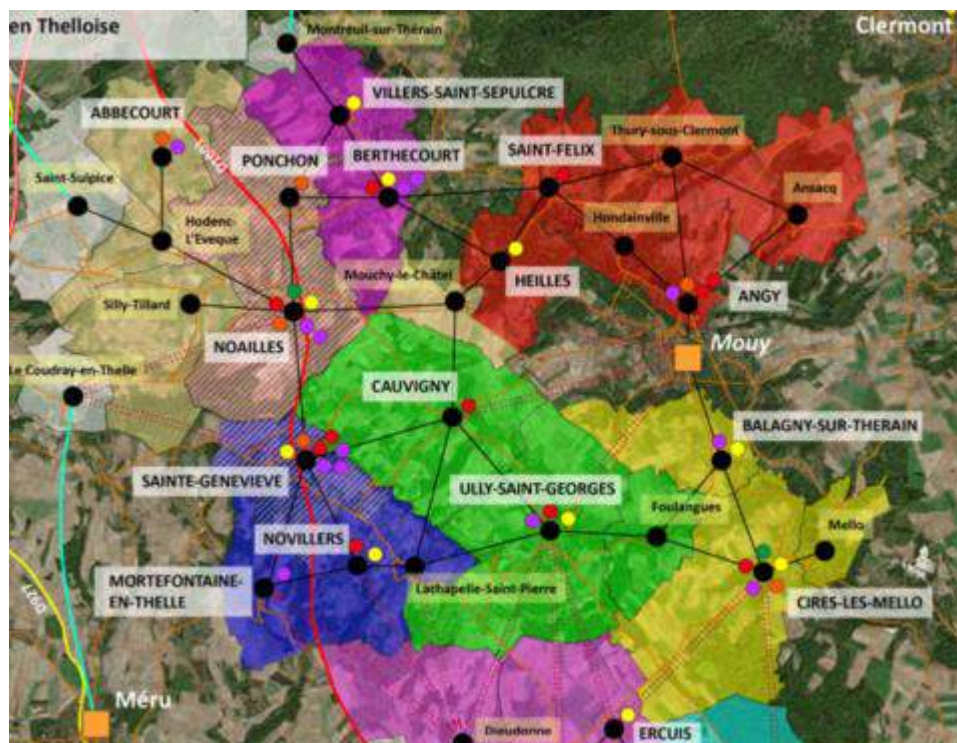 en Thelloise
Clermont
Montreuil-sur-Thérain
VILLERS-SAINT-SEPULCRE
ABBECOURT
Thury-sous-Clermont
PONCHON
BERTHECOURT
SAINT-FELIX
Saint-Sulpice
Ansacq
Hodenc-
L'Eveque
Hondainville
Mouchy-le-Châtel
HEILLES
Silly-Tillard
ANGY
NOAILLES
Mouy
Le Coudray-en-Thelle
CAUVIGNY
BALAGNY-SUR-THERAIN
SAINTE-GENEVIEVE
ULLY-SAINT-GEORGES
Foulangues
Mello
NOVILLERS
MORTEFONTAINE-
EN-THELLE
Lachapelle-Saint-Pierre
CIRES-LES-MELLO
Méru
Dieudonne
ERCUIS